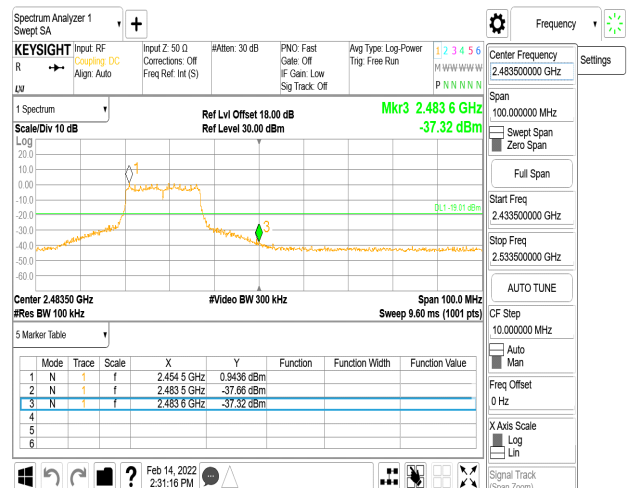 Spectrum Analyzer 1
Swept SA
Frequency
KEYSIGHT
Input: RF
Input Z: 50 Ω
#Atten: 30 dB
PNO: Fast
Avg Type: Log-Power
1 2 3 4 5 6
R
Coupling: DC
Corrections: Off
Gate: Off
Trig: Free Run
M W W W W W
Align: Auto
Freq Ref: Int (S)
IF Gain: Low
Sig Track: Off
P N N N N N
LXI
Center Frequency
2.483500000 GHz
Settings
Span
100.000000 MHz
Swept Span
Zero Span
Full Span
Start Freq
2.433500000 GHz
Stop Freq
2.533500000 GHz
AUTO TUNE
CF Step
10.000000 MHz
Auto
Man
Freq Offset
0 Hz
X Axis Scale
Log
Lin
Signal Track
(Span Zoom)
1 Spectrum
Ref Lvl Offset 18.00 dB
Mkr3 2.483 6 GHz
Scale/Div 10 dB
Ref Level 30.00 dBm
-37.32 dBm
Log
20.0
10.0
0.00
-10.0
-20.0
-30.0
-40.0
-50.0
-60.0
1
DL1 -19.01 dBm
3
Center 2.48350 GHz
#Video BW 300 kHz
Span 100.0 MHz
#Res BW 100 kHz
Sweep 9.60 ms (1001 pts)
5 Marker Table
Mode Trace Scale X Y Function Function Width Function Value
1 N 1 f 2.454 5 GHz 0.9436 dBm
2 N 1 f 2.483 5 GHz -37.66 dBm
3 N 1 f 2.483 6 GHz -37.32 dBm
4
5
6
?
Feb 14, 2022
2:31:16 PM